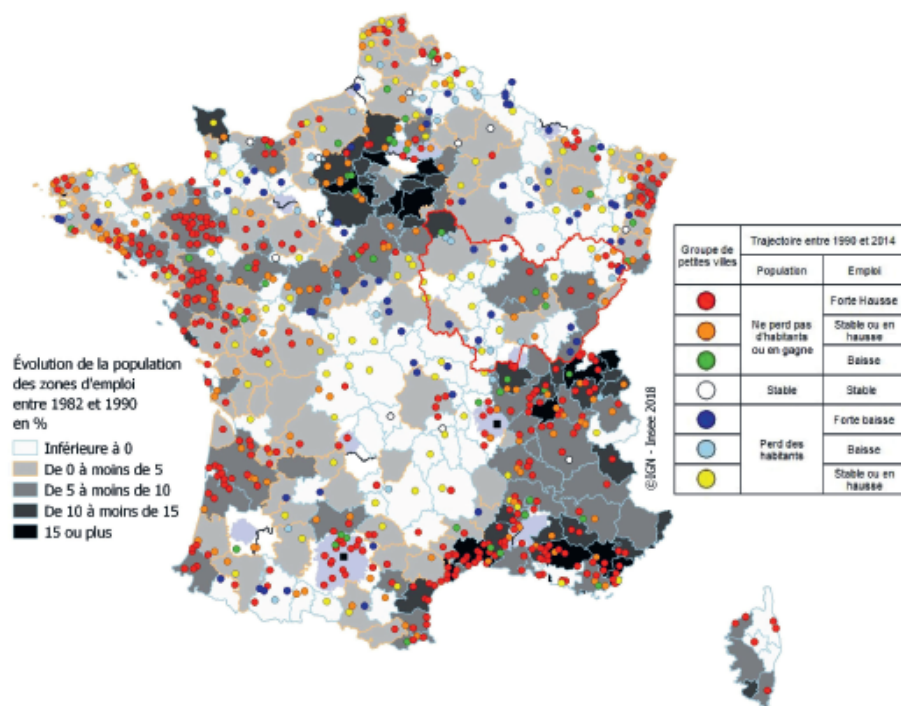 Groupe de
petites villes
Trajectoire entre 1990 et 2014
Population
Emploi
Forte Hausse
Ne perd pas
d'habitants
ou en gagne
Stable ou en
hausse
Baisse
Stable
Stable
Perd des
habitants
Forte baisse
Baisse
Stable ou en
hausse
Évolution de la population
des zones d'emploi
entre 1982 et 1990
en %
Inférieure à 0
De 0 à moins de 5
De 5 à moins de 10
De 10 à moins de 15
15 ou plus
©IGN - Insee 2018